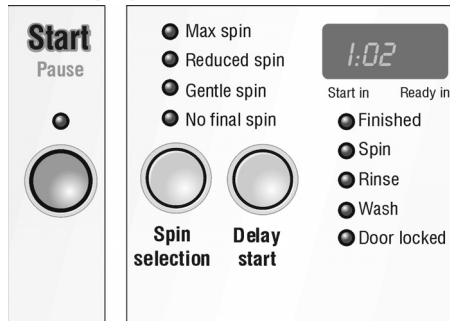 Start
Pause
Max spin
Reduced spin
Gentle spin
No final spin
Spin selection
Delay start
1:02
Start in Ready in
Finished
Spin
Rinse
Wash
Door locked